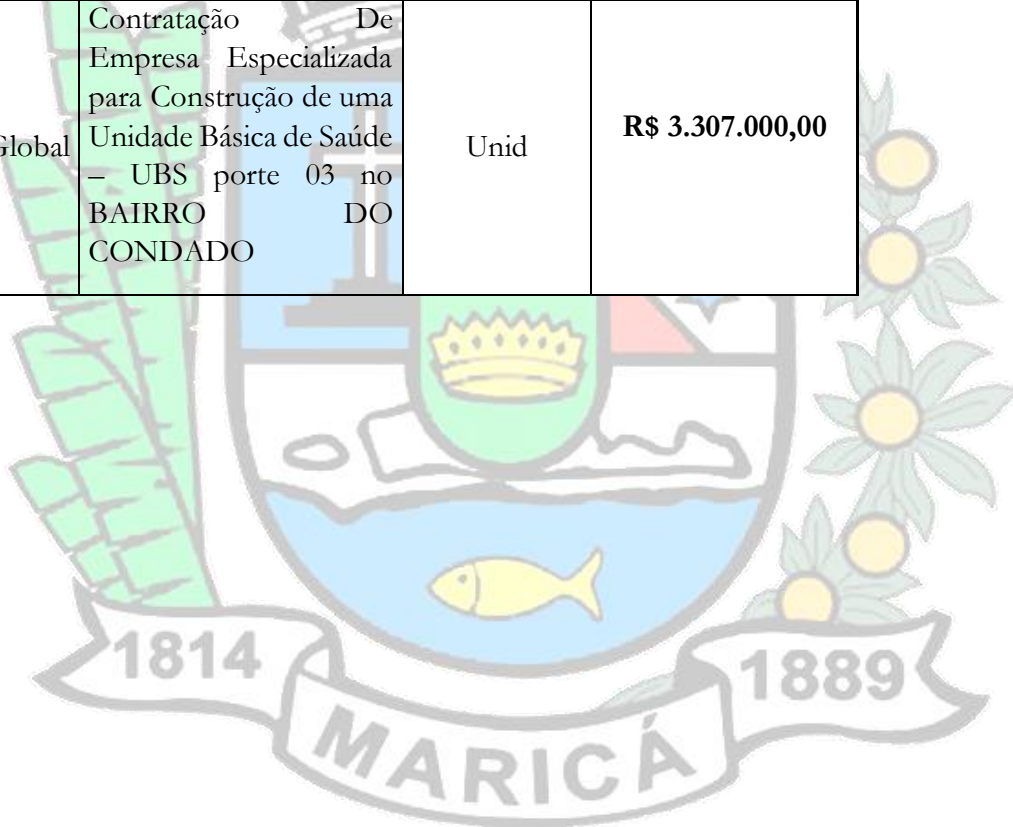 Contratação De
Empresa Especializada
para Construção de uma
Global Unidade Básica de Saúde Unid R$ 3.307.000,00
– UBS porte 03 no
BAIRRO DO
CONDADO
1814 1889
MARICÁ